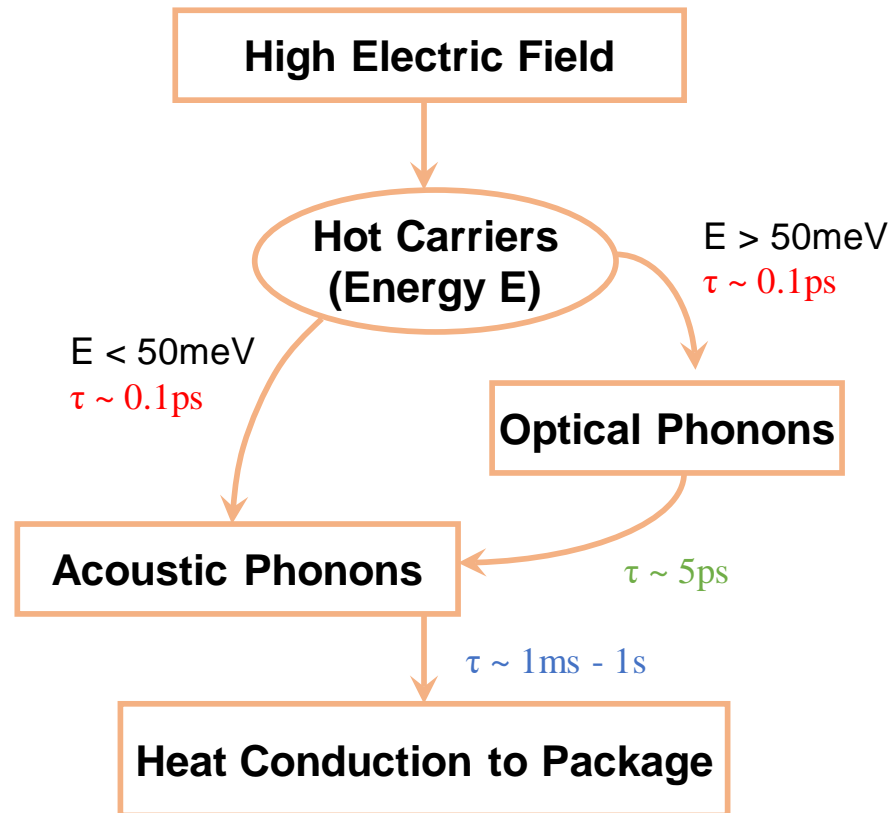 High Electric Field
Hot Carriers
(Energy E)
E > 50meV
τ ~ 0.1ps
E < 50meV
τ ~ 0.1ps
Optical Phonons
Acoustic Phonons
τ ~ 5ps
τ ~ 1ms - 1s
Heat Conduction to Package